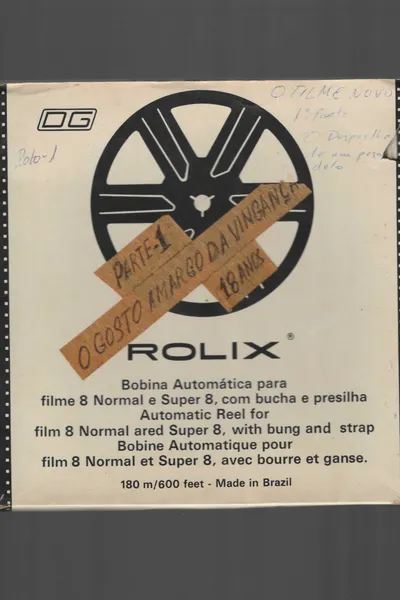 DG
O FILME NOVO
1ª Parte
Rolo-1
PARTE-1
O GOSTO AMARGO DA VINGANÇA
18 ANOS
ROLIX®
Bobina Automática para
filme 8 Normal e Super 8, com bucha e presilha
Automatic Reel for
film 8 Normal ared Super 8, with bung and strap
Bobine Automatique pour
film 8 Normal et Super 8, avec bourre et ganse.
180 m/600 feet - Made in Brazil